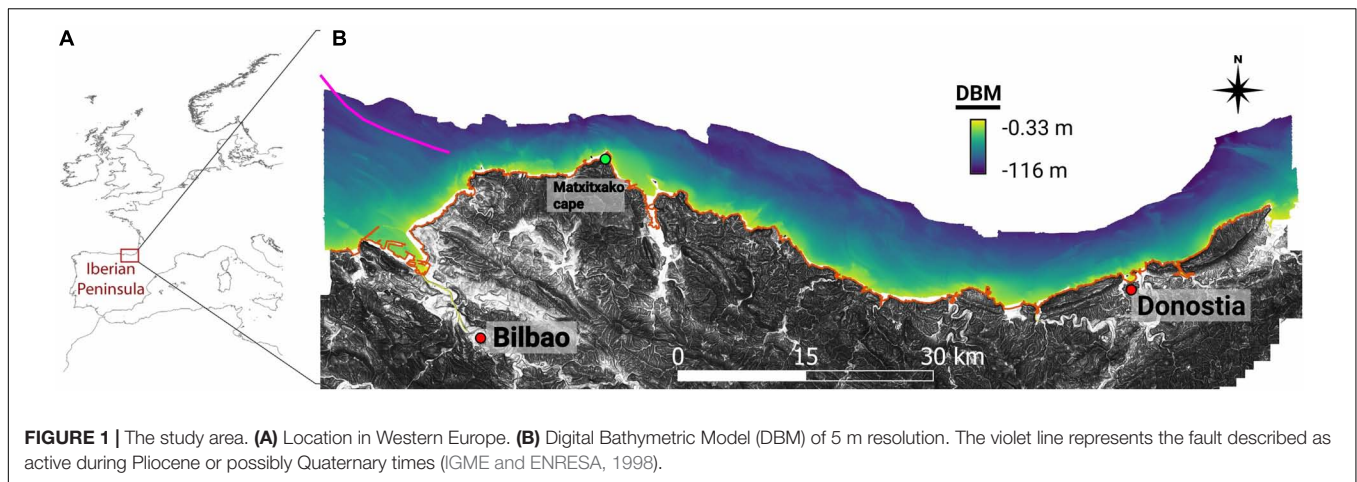 A
B
N
DBM
-0.33 m
-116 m
Matxitxako
cape
Iberian
Peninsula
Donostia
Bilbao
0 15 30 km
FIGURE 1 | The study area. (A) Location in Western Europe. (B) Digital Bathymetric Model (DBM) of 5 m resolution. The violet line represents the fault described as
active during Pliocene or possibly Quaternary times (IGME and ENRESA, 1998).